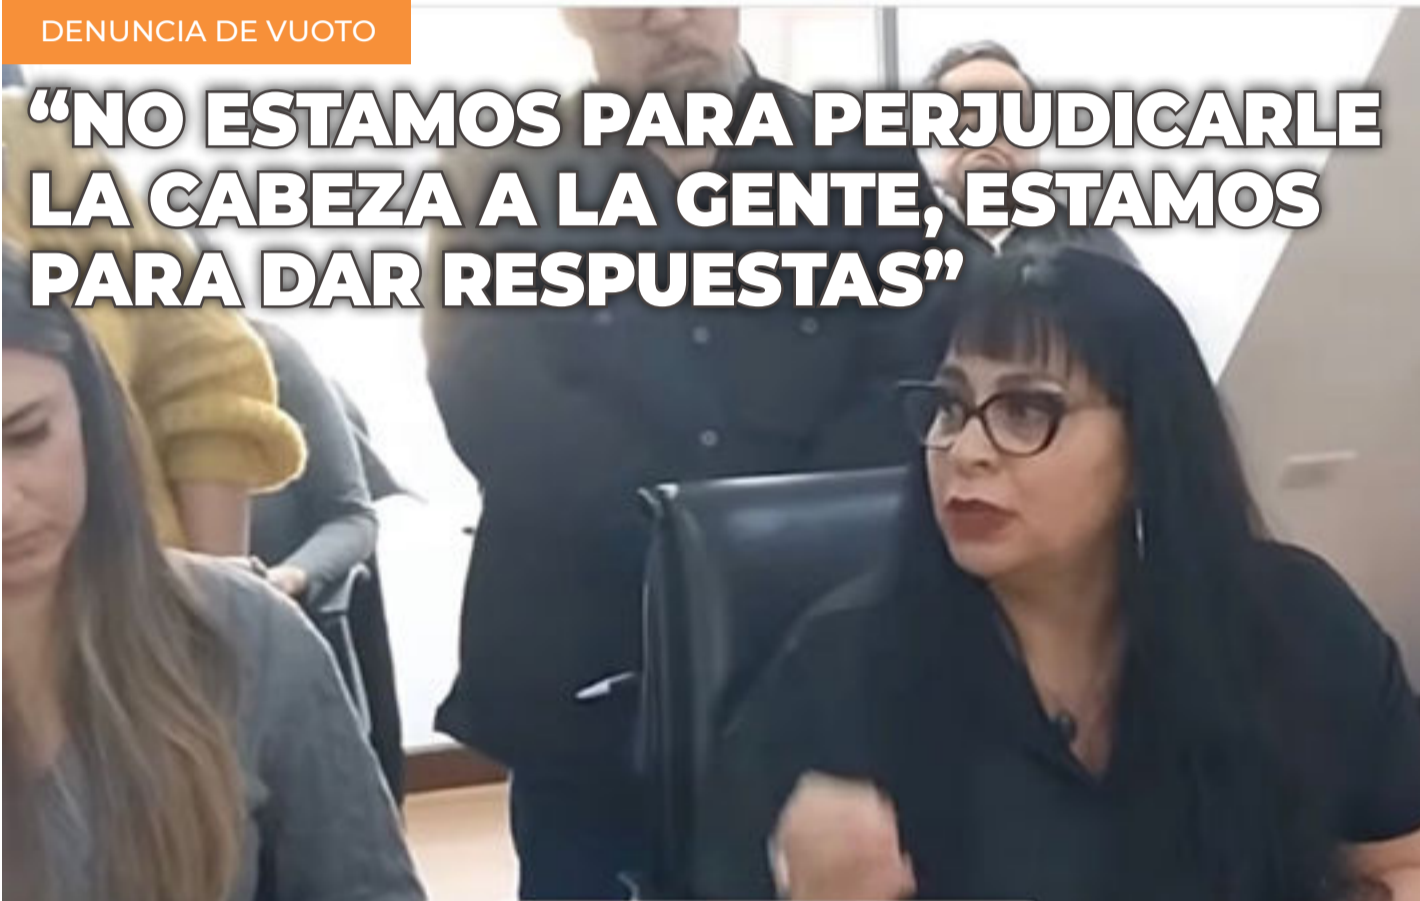 DENUNCIA DE VUOTO
“NO ESTAMOS PARA PERJUDICARLE
LA CABEZA A LA GENTE, ESTAMOS
PARA DAR RESPUESTAS”